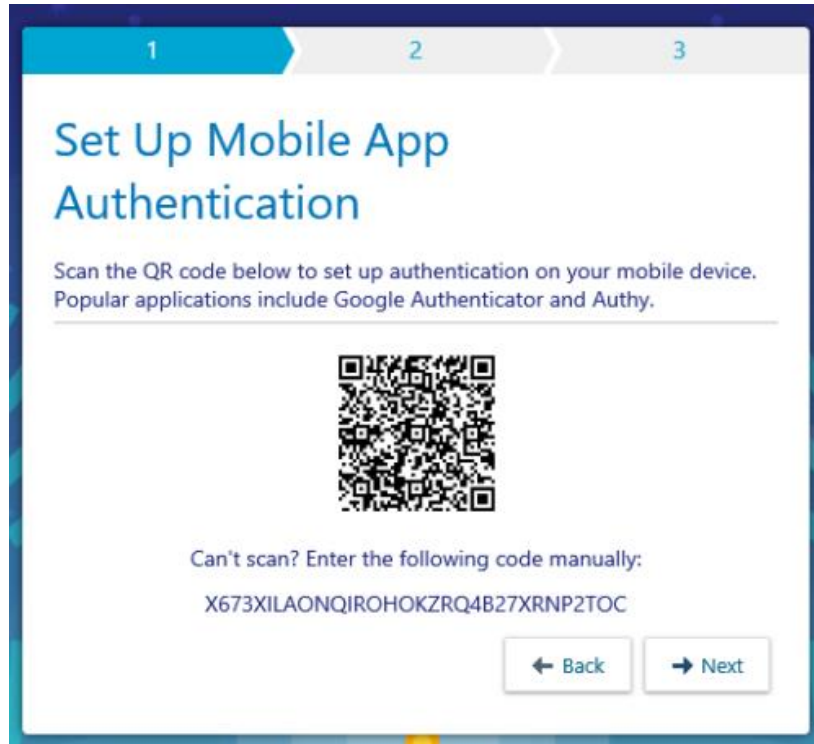 1 2 3
Set Up Mobile App
Authentication
Scan the QR code below to set up authentication on your mobile device.
Popular applications include Google Authenticator and Authy.
Can't scan? Enter the following code manually:
X673XILAONQIROHOKZRQ4B27XRNP2TOC
Back Next